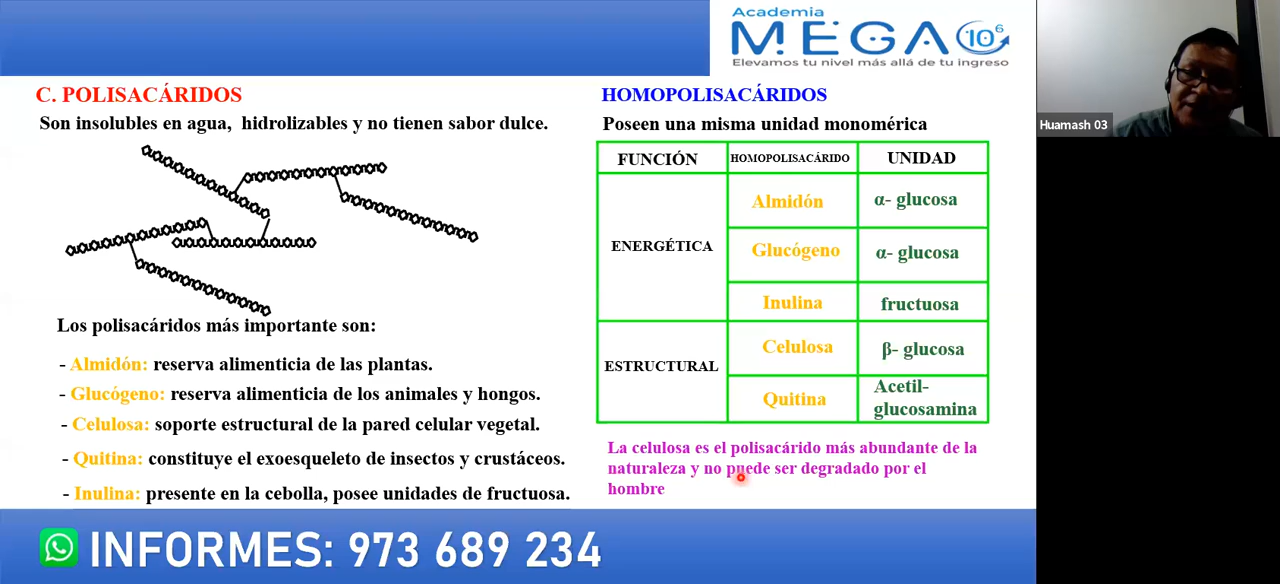 Academia
MEGA 10⁶
Elevamos tu nivel más allá de tu ingreso
Huamash 03
C. POLISACÁRIDOS
Son insolubles en agua, hidrolizables y no tienen sabor dulce.
Los polisacáridos más importante son:
- Almidón: reserva alimenticia de las plantas.
- Glucógeno: reserva alimenticia de los animales y hongos.
- Celulosa: soporte estructural de la pared celular vegetal.
- Quitina: constituye el exoesqueleto de insectos y crustáceos.
- Inulina: presente en la cebolla, posee unidades de fructuosa.
HOMOPOLISACÁRIDOS
Poseen una misma unidad monomérica
FUNCIÓN HOMOPOLISACÁRIDO UNIDAD
ENERGÉTICA
Almidón α- glucosa
Glucógeno α- glucosa
Inulina fructuosa
ESTRUCTURAL
Celulosa β- glucosa
Quitina Acetil-
glucosamina
La celulosa es el polisacárido más abundante de la
naturaleza y no puede ser degradado por el
hombre
INFORMES: 973 689 234